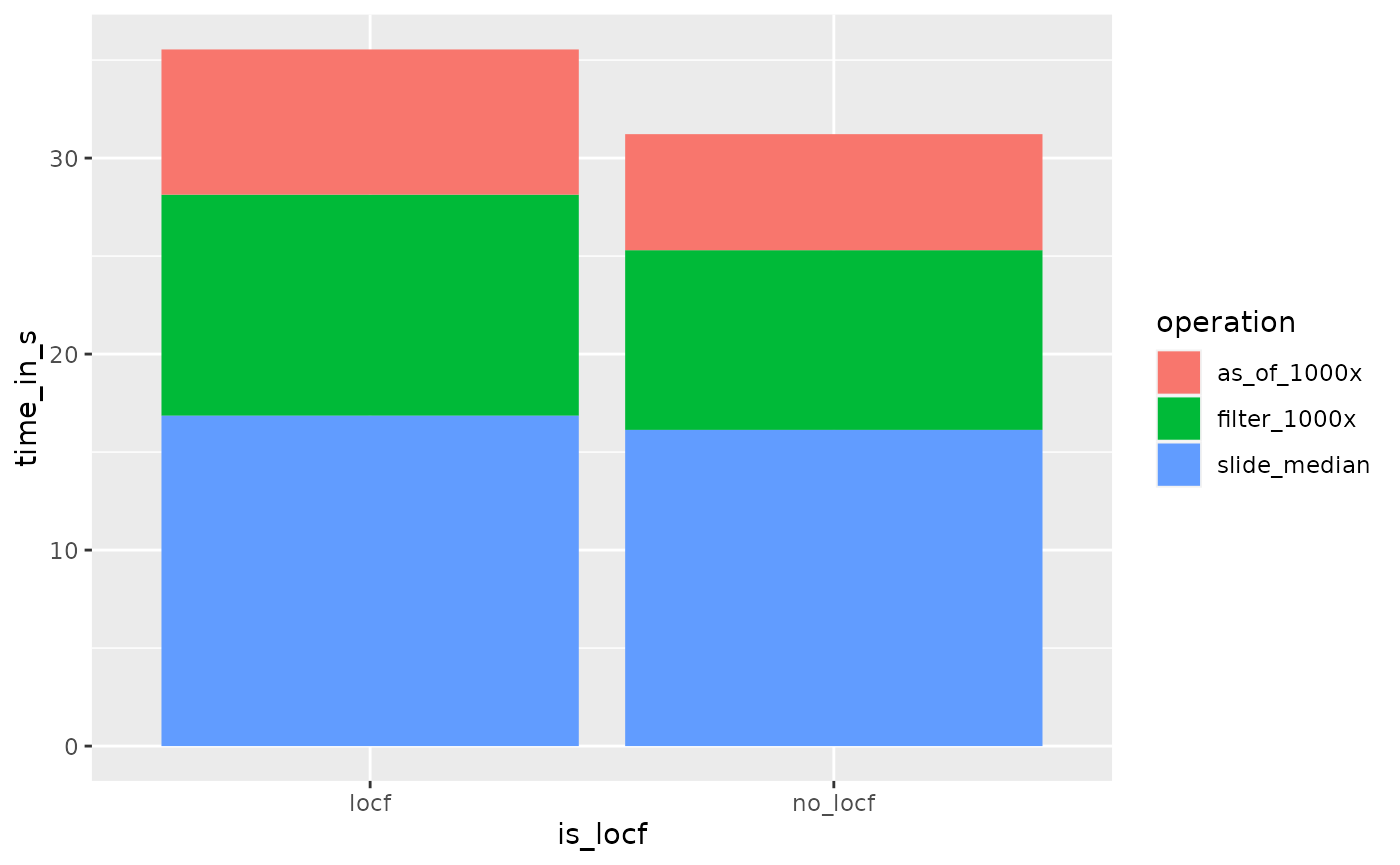 time_in_s
30
20
10
0
locf
no_locf
is_locf
operation
as_of_1000x
filter_1000x
slide_median